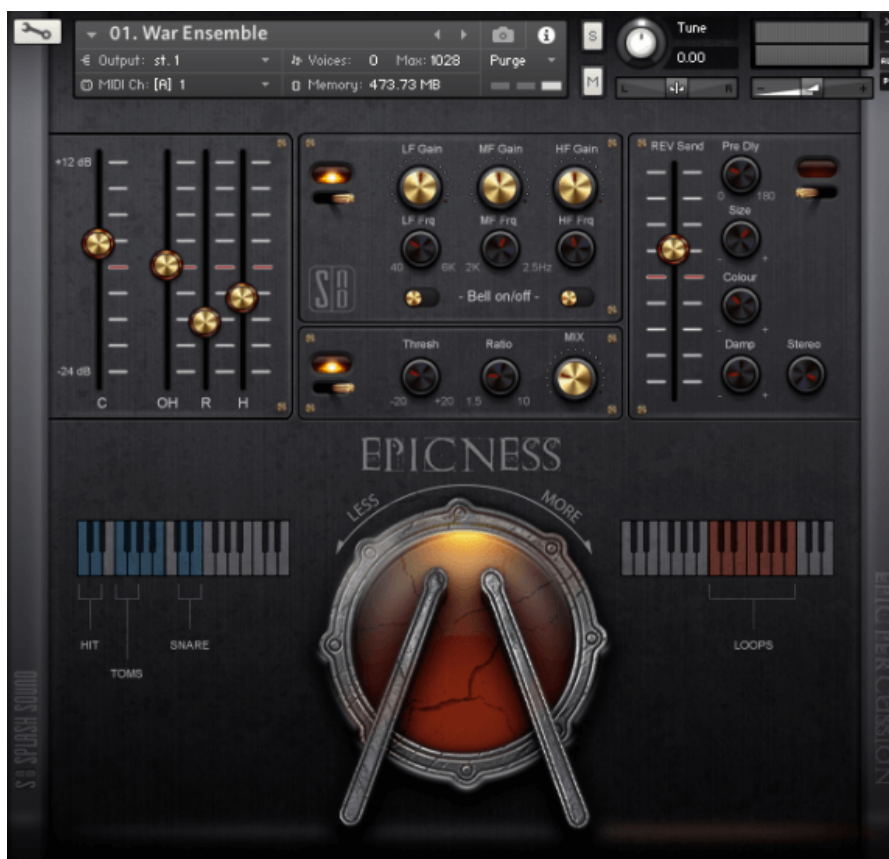 01. War Ensemble
Output: st. 1
Voices: 0 Max: 1028
Purge
MIDI Ch: [A] 1
Memory: 473.73 MB
S
M
Tune
0.00
L R
- +
+12 dB
-24 dB
C OH R H
LF Gain MF Gain HF Gain
LF Frq MF Frq HF Frq
40 6K 2K 2.5Hz
- Bell on/off -
Thresh Ratio MIX
-20 +20 1.5 10
REV Send Pre Dly
0 180
Size
- +
Colour
- +
Damp Stereo
- +
EPICNESS
LESS MORE
HIT
TOMS
SNARE
LOOPS
SPLASH SOUND
EPIC PERCUSSION